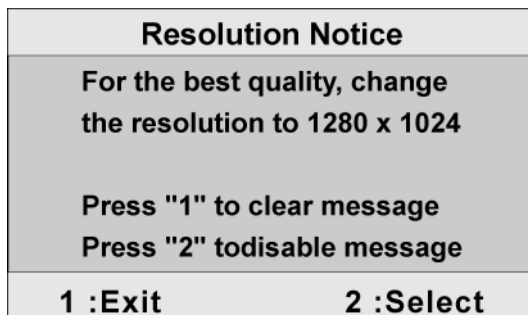 Resolution Notice
For the best quality, change
the resolution to 1280 x 1024
Press "1" to clear message
Press "2" todisable message
1 :Exit 2 :Select